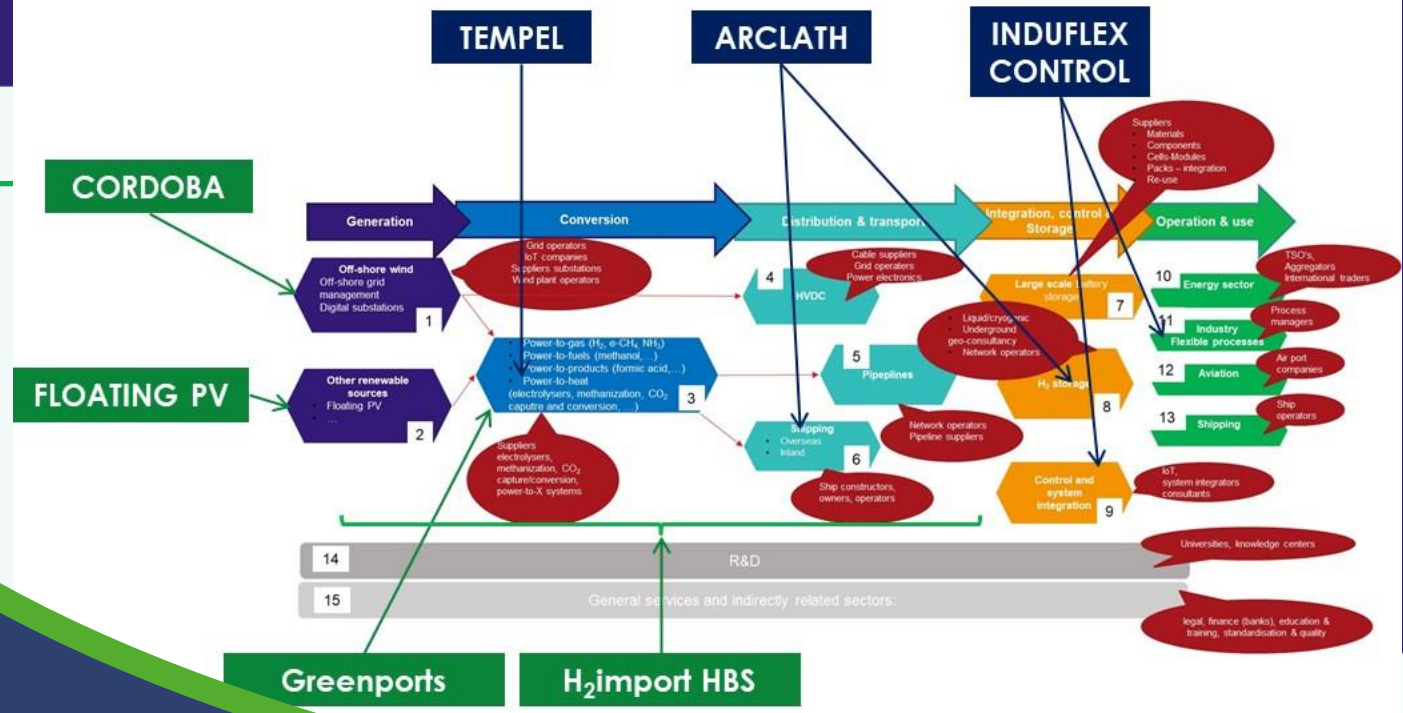 TEMPEL
ARCLATH
INDUFLEX
CONTROL
Suppliers
• Materials
• Components
• Cells-Modules
• Packs – integration
• Re-use
CORDOBA
Generation
Conversion
Distribution & transport
Integration, control &
Storage
Operation & use
Off-shore wind
Off-shore grid
management
Digital substations
1
Grid operators
IoT companies
Suppliers substations
Wind plant operators
4
HVDC
Cable suppliers
Grid operaters
Power electronics
Large scale battery
storage
7
10
Energy sector
TSO's,
Aggregators
International traders
FLOATING PV
Other renewable
sources
• Floating PV
• ...
2
• Power-to-gas (H₂, e-CH₄, NH₃)
• Power-to-fuels (methanol,...)
• Power-to-products (formic acid,...)
• Power-to-heat
(electrolysers, methanization, CO₂
caputre and conversion, ...)
3
5
Pipeplines
• Liquid/cryogenic
• Underground
geo-consultancy
• Network operators
H₂ storage
8
11
Industry
Flexible processes
Process
managers
12
Aviation
Air port
companies
13
Shipping
Ship
operators
Suppliers
electrolysers,
methanization, CO₂
capture/conversion,
power-to-X systems
Shipping
• Overseas
• Inland
6
Network operators
Pipeline suppliers
Ship constructors,
owners, operators
Control and
system
integration
9
IoT,
system integrators
consultants
14
R&D
Universities, knowledge centers
15
General services and indirectly related sectors:
legal, finance (banks), education &
training, standardisation & quality
Greenports
H₂import HBS